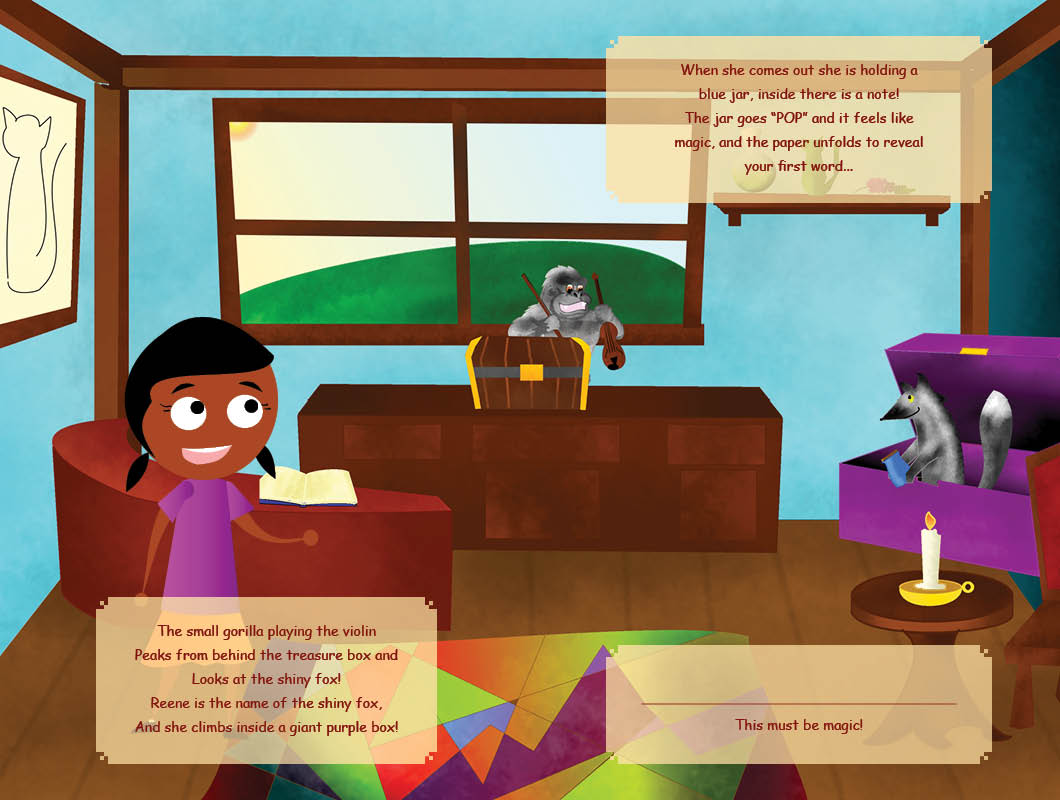 The small gorilla playing the violin
Peaks from behind the treasure box and
Looks at the shiny fox!
Reene is the name of the shiny fox,
And she climbs inside a giant purple box!
When she comes out she is holding a
blue jar, inside there is a note!
The jar goes “POP” and it feels like
magic, and the paper unfolds to reveal
your first word...
This must be magic!